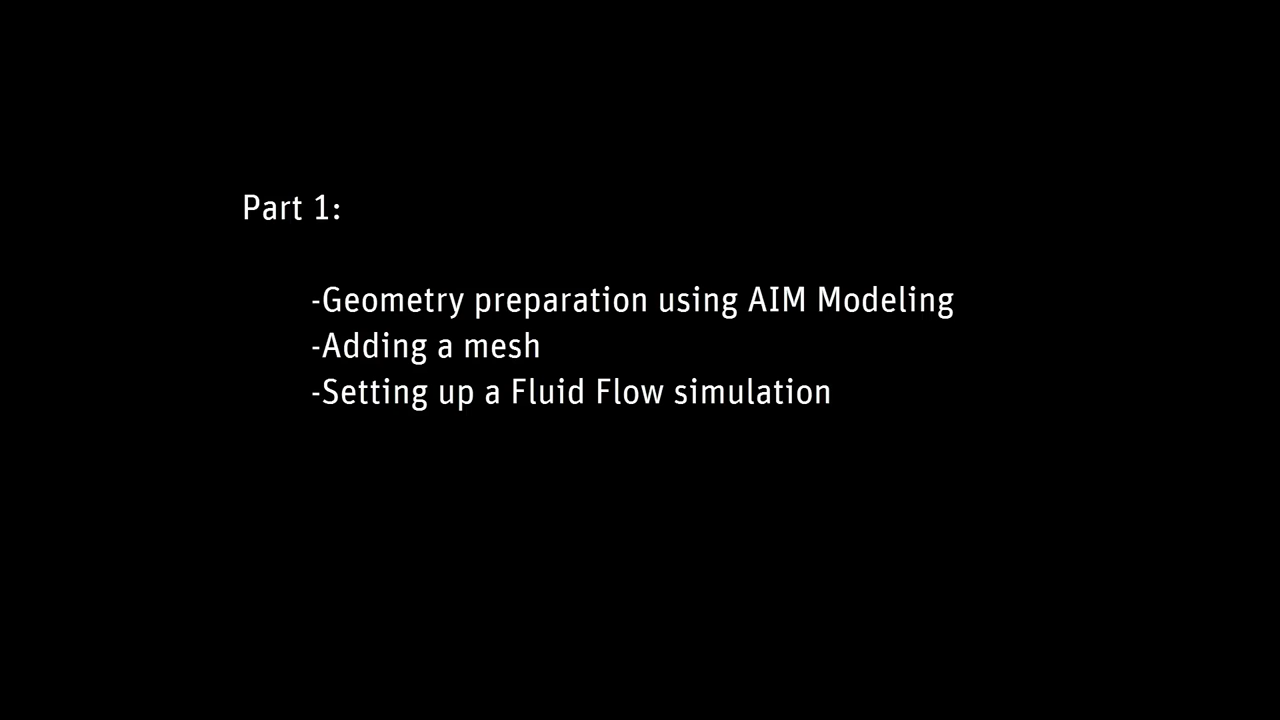 Part 1:
-Geometry preparation using AIM Modeling
-Adding a mesh
-Setting up a Fluid Flow simulation